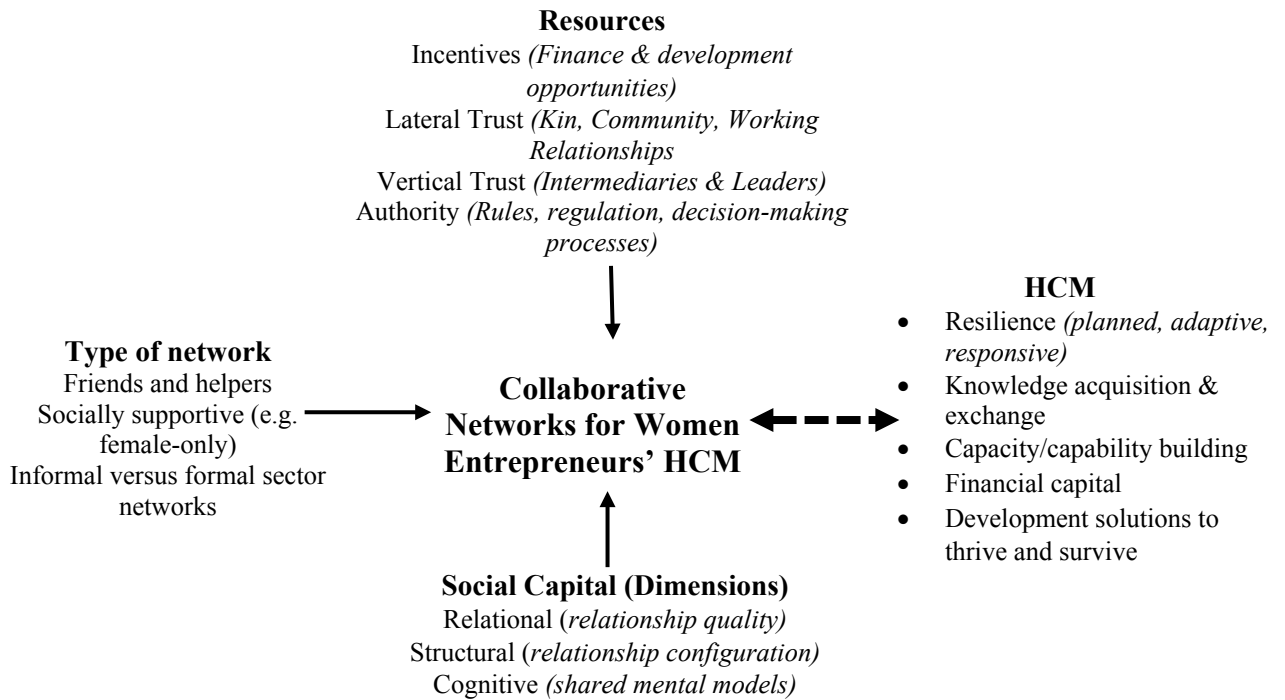 Resources
Incentives (Finance & development
opportunities)
Lateral Trust (Kin, Community, Working
Relationships
Vertical Trust (Intermediaries & Leaders)
Authority (Rules, regulation, decision-making
processes)
Type of network
Friends and helpers
Socially supportive (e.g.
female-only)
Informal versus formal sector
networks
Collaborative
Networks for Women
Entrepreneurs’ HCM
HCM
• Resilience (planned, adaptive,
responsive)
• Knowledge acquisition &
exchange
• Capacity/capability building
• Financial capital
• Development solutions to
thrive and survive
Social Capital (Dimensions)
Relational (relationship quality)
Structural (relationship configuration)
Cognitive (shared mental models)